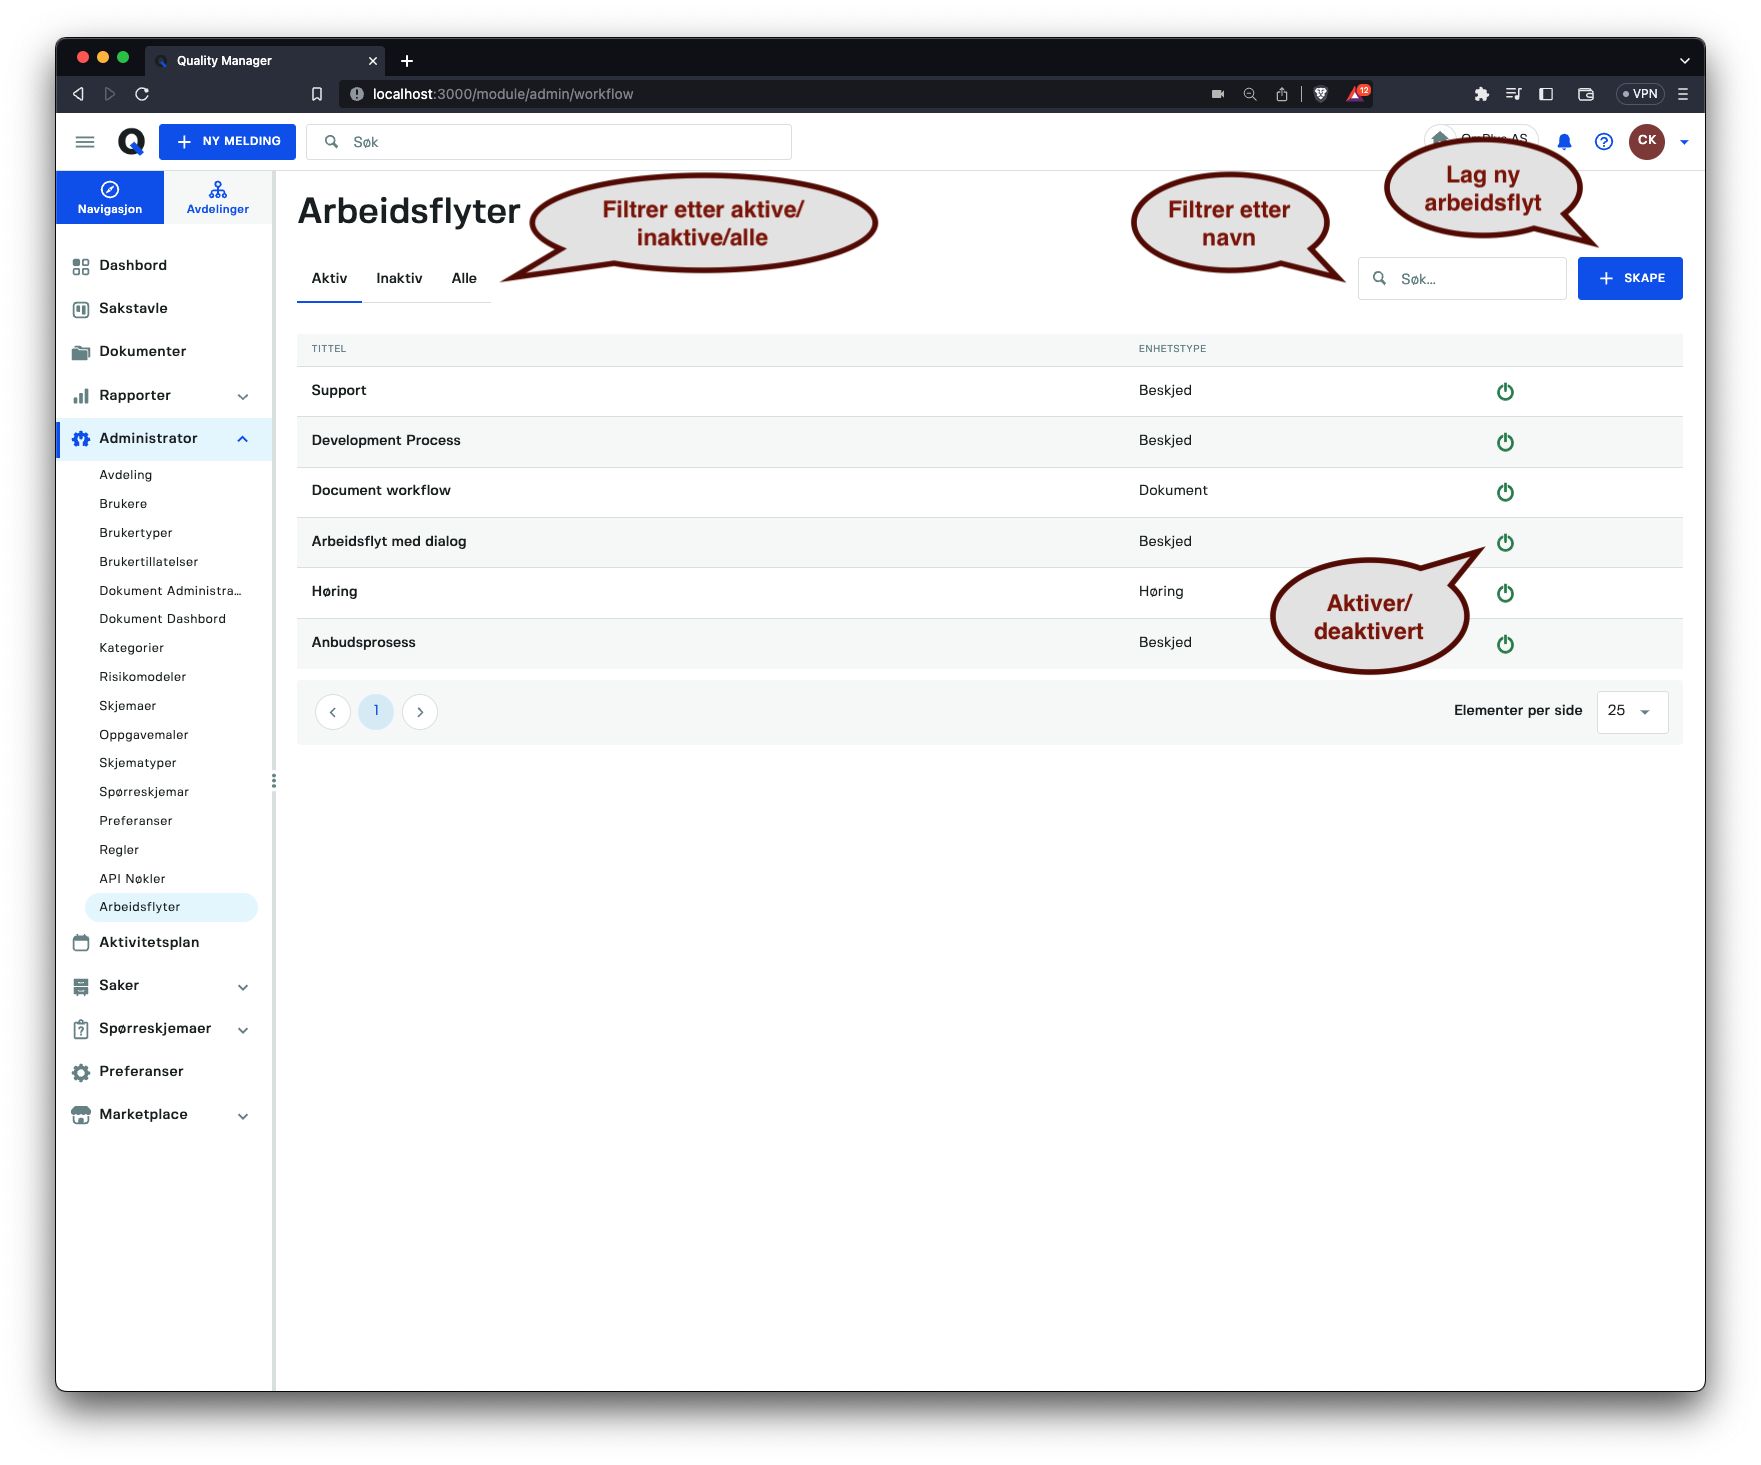 Quality Manager
localhost:3000/module/admin/workflow
12
VPN
NY MELDING
Søk
AS
CK
Navigasjon
Avdelinger
Arbeidsflyter
Filtrer etter aktive/
inaktive/alle
Filtrer etter
navn
Lag ny
arbeidsflyt
Aktiv
Inaktiv
Alle
Søk...
SKAPE
Dashbord
Sakstavle
Dokumenter
Rapporter
Administrator
Avdeling
Brukere
Brukertyper
Brukertillatelser
Dokument Administra...
Dokument Dashbord
Kategorier
Risikomodeler
Skjemaer
Oppgavemaler
Skjematyper
Spørreskjemar
Preferanser
Regler
API Nøkler
Arbeidsflyter
Aktivitetsplan
Saker
Spørreskjemaer
Preferanser
Marketplace
TITTEL
ENHETSTYPE
Support
Beskjed
Development Process
Beskjed
Document workflow
Dokument
Arbeidsflyt med dialog
Beskjed
Høring
Høring
Anbudsprosess
Beskjed
Aktiver/
deaktivert
1
Elementer per side
25